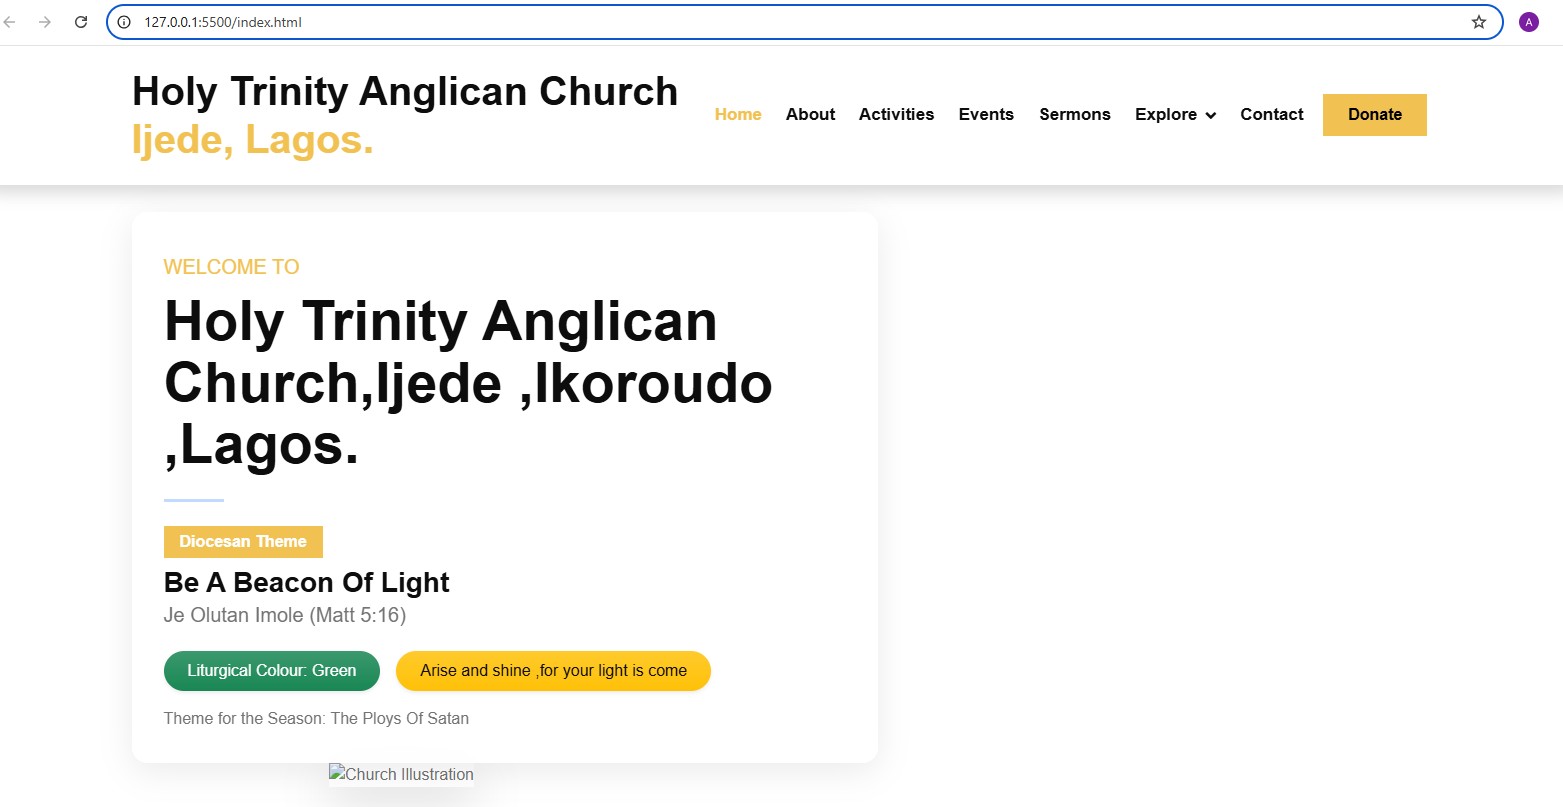 127.0.0.1:5500/index.html
A
Holy Trinity Anglican Church
Ijede, Lagos.
Home About Activities Events Sermons Explore Contact Donate
WELCOME TO
Holy Trinity Anglican
Church,Ijede ,Ikoroudo
,Lagos.
Diocesan Theme
Be A Beacon Of Light
Je Olutan Imole (Matt 5:16)
Liturgical Colour: Green Arise and shine ,for your light is come
Theme for the Season: The Ploys Of Satan
Church Illustration